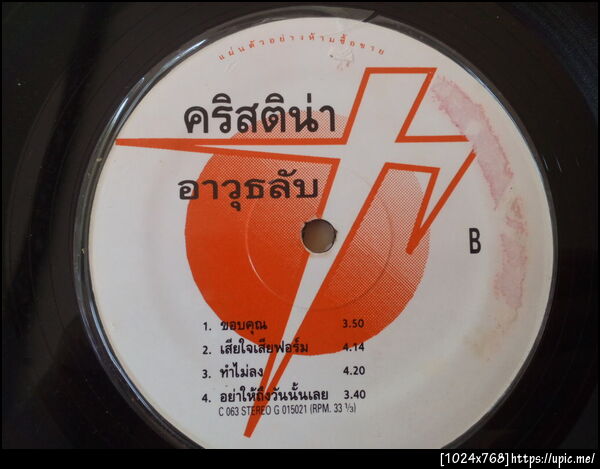 แผ่นตัวอย่างห้ามซื้อขาย
คริสติน่า
อาวุธลับ
B
1. ขอบคุณ 3.50
2. เสียใจเสียฟอร์ม 4.14
3. ทำไม่ลง 4.20
4. อย่าให้ถึงวันนั้นเลย 3.40
C 063 STEREO G 015021 (RPM. 33 1/3)
[1024x768]https://upic.me/